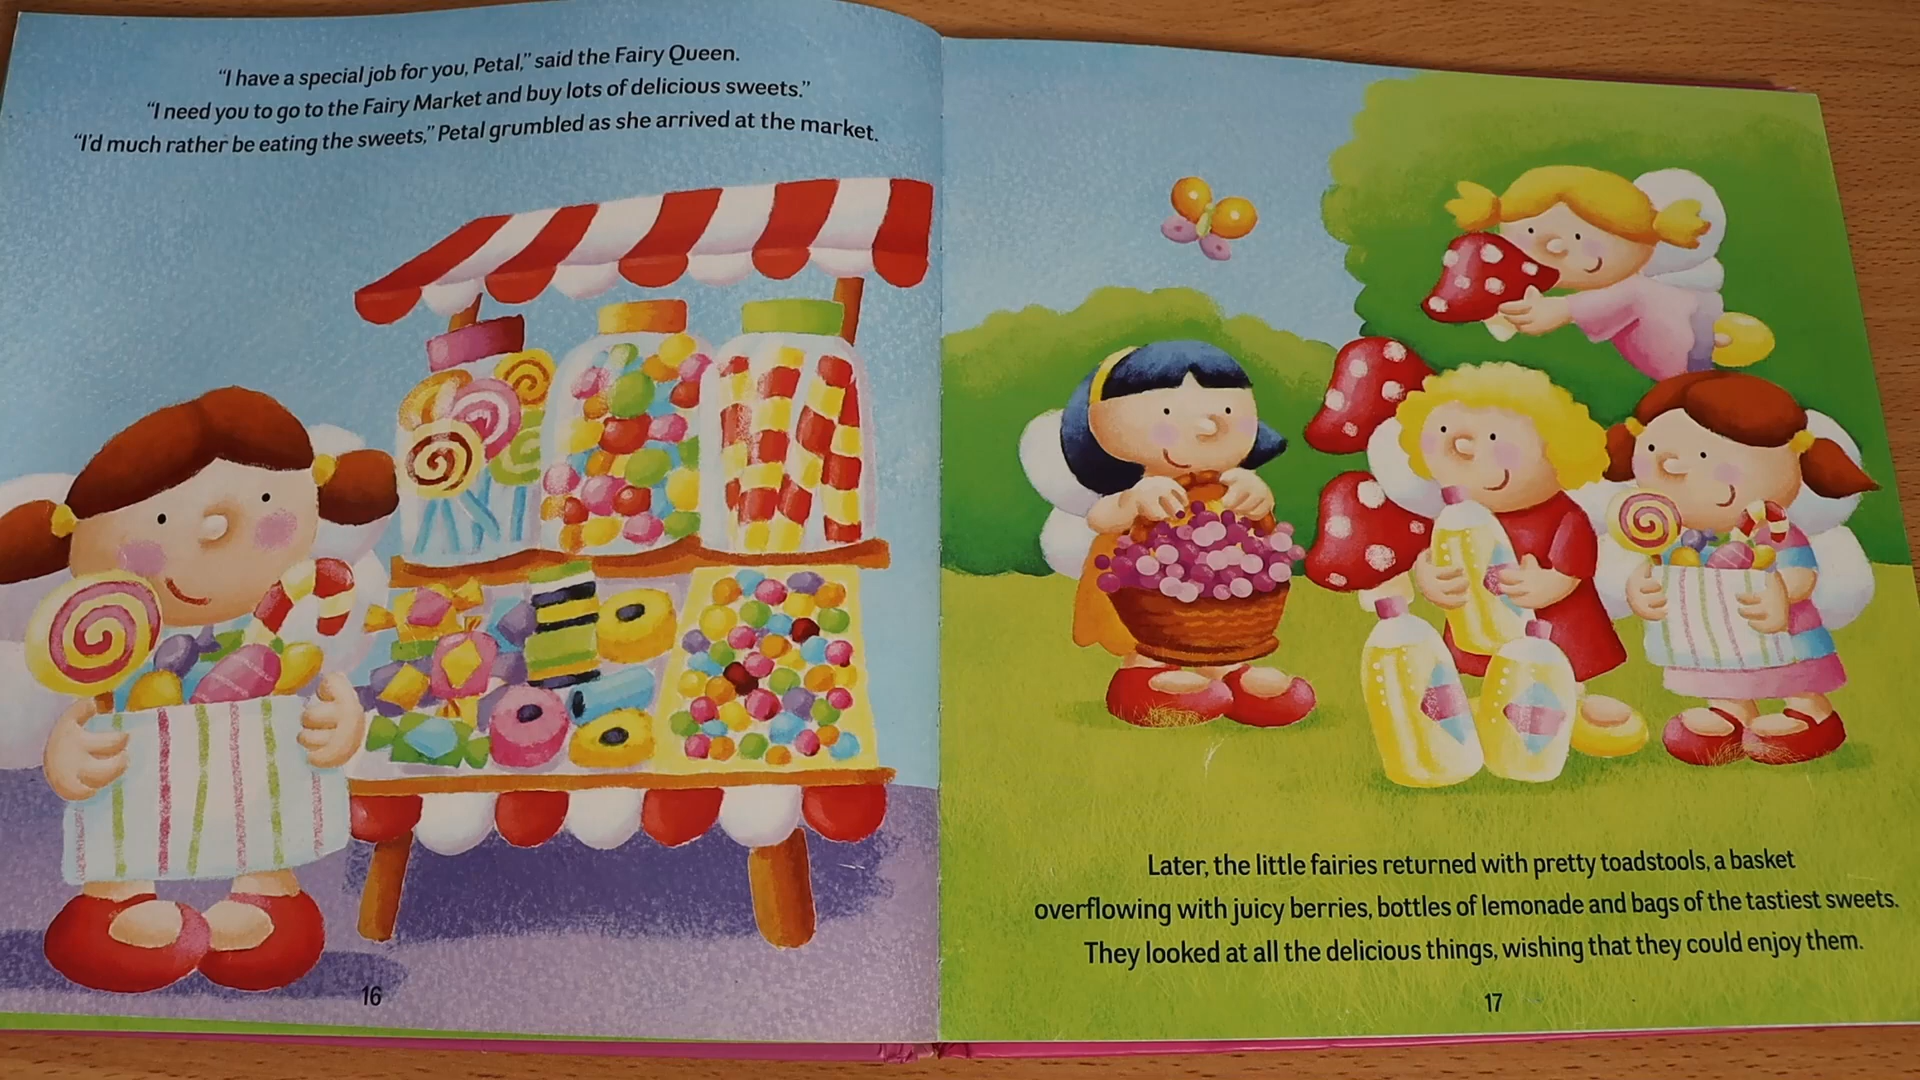 “I have a special job for you, Petal,” said the Fairy Queen.
“I need you to go to the Fairy Market and buy lots of delicious sweets.”
“I’d much rather be eating the sweets,” Petal grumbled as she arrived at the market.
16
Later, the little fairies returned with pretty toadstools, a basket
overflowing with juicy berries, bottles of lemonade and bags of the tastiest sweets.
They looked at all the delicious things, wishing that they could enjoy them.
17